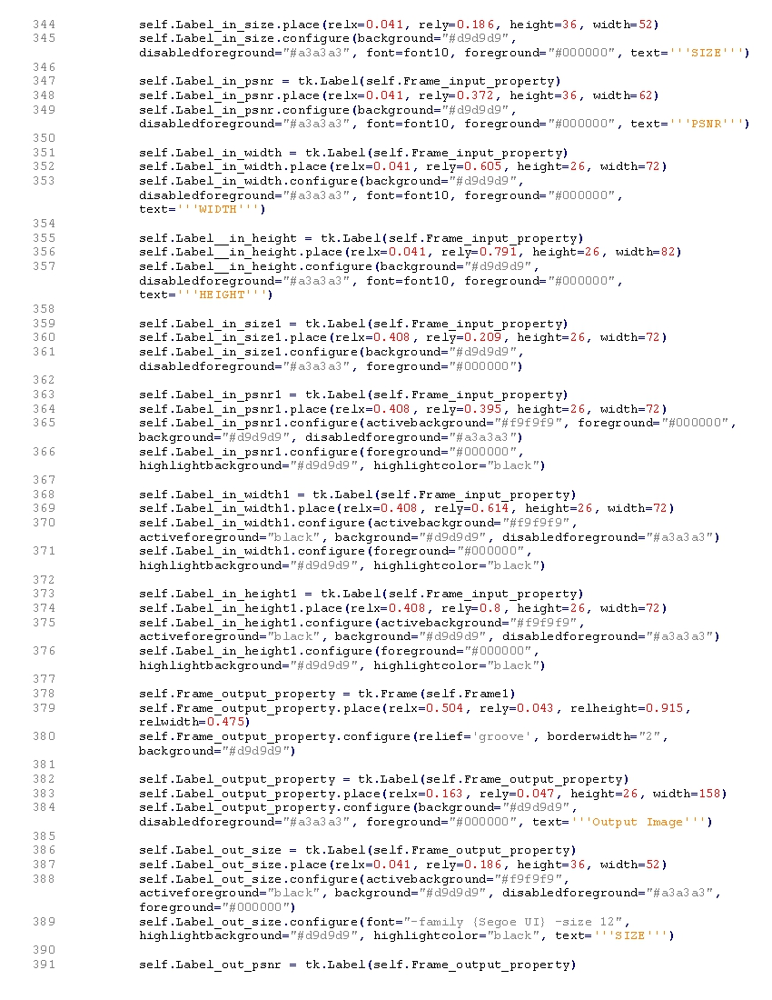 344 self.Label_in_size.place(relx=0.041, rely=0.186, height=36, width=52)
345 self.Label_in_size.configure(background="#d9d9d9",
disabledforeground="#a3a3a3", font=font10, foreground="#000000", text='''SIZE''')
346
347 self.Label_in_psnr = tk.Label(self.Frame_input_property)
348 self.Label_in_psnr.place(relx=0.041, rely=0.372, height=36, width=62)
349 self.Label_in_psnr.configure(background="#d9d9d9",
disabledforeground="#a3a3a3", font=font10, foreground="#000000", text='''PSNR''')
350
351 self.Label_in_width = tk.Label(self.Frame_input_property)
352 self.Label_in_width.place(relx=0.041, rely=0.605, height=26, width=72)
353 self.Label_in_width.configure(background="#d9d9d9",
disabledforeground="#a3a3a3", font=font10, foreground="#000000",
text='''WIDTH''')
354
355 self.Label__in_height = tk.Label(self.Frame_input_property)
356 self.Label__in_height.place(relx=0.041, rely=0.791, height=26, width=82)
357 self.Label__in_height.configure(background="#d9d9d9",
disabledforeground="#a3a3a3", font=font10, foreground="#000000",
text='''HEIGHT''')
358
359 self.Label_in_size1 = tk.Label(self.Frame_input_property)
360 self.Label_in_size1.place(relx=0.408, rely=0.209, height=26, width=72)
361 self.Label_in_size1.configure(background="#d9d9d9",
disabledforeground="#a3a3a3", foreground="#000000")
362
363 self.Label_in_psnr1 = tk.Label(self.Frame_input_property)
364 self.Label_in_psnr1.place(relx=0.408, rely=0.395, height=26, width=72)
365 self.Label_in_psnr1.configure(activebackground="#f9f9f9", foreground="#000000",
background="#d9d9d9", disabledforeground="#a3a3a3")
366 self.Label_in_psnr1.configure(foreground="#000000",
highlightbackground="#d9d9d9", highlightcolor="black")
367
368 self.Label_in_width1 = tk.Label(self.Frame_input_property)
369 self.Label_in_width1.place(relx=0.408, rely=0.614, height=26, width=72)
370 self.Label_in_width1.configure(activebackground="#f9f9f9",
activeforeground="black", background="#d9d9d9", disabledforeground="#a3a3a3")
371 self.Label_in_width1.configure(foreground="#000000",
highlightbackground="#d9d9d9", highlightcolor="black")
372
373 self.Label_in_height1 = tk.Label(self.Frame_input_property)
374 self.Label_in_height1.place(relx=0.408, rely=0.8, height=26, width=72)
375 self.Label_in_height1.configure(activebackground="#f9f9f9",
activeforeground="black", background="#d9d9d9", disabledforeground="#a3a3a3")
376 self.Label_in_height1.configure(foreground="#000000",
highlightbackground="#d9d9d9", highlightcolor="black")
377
378 self.Frame_output_property = tk.Frame(self.Frame1)
379 self.Frame_output_property.place(relx=0.504, rely=0.043, relheight=0.915,
relwidth=0.475)
380 self.Frame_output_property.configure(relief='groove', borderwidth="2",
background="#d9d9d9")
381
382 self.Label_output_property = tk.Label(self.Frame_output_property)
383 self.Label_output_property.place(relx=0.163, rely=0.047, height=26, width=158)
384 self.Label_output_property.configure(background="#d9d9d9",
disabledforeground="#a3a3a3", foreground="#000000", text='''Output Image''')
385
386 self.Label_out_size = tk.Label(self.Frame_output_property)
387 self.Label_out_size.place(relx=0.041, rely=0.186, height=36, width=52)
388 self.Label_out_size.configure(activebackground="#f9f9f9",
activeforeground="black", background="#d9d9d9", disabledforeground="#a3a3a3",
foreground="#000000")
389 self.Label_out_size.configure(font="-family {Segoe UI} -size 12",
highlightbackground="#d9d9d9", highlightcolor="black", text='''SIZE''')
390
391 self.Label_out_psnr = tk.Label(self.Frame_output_property)